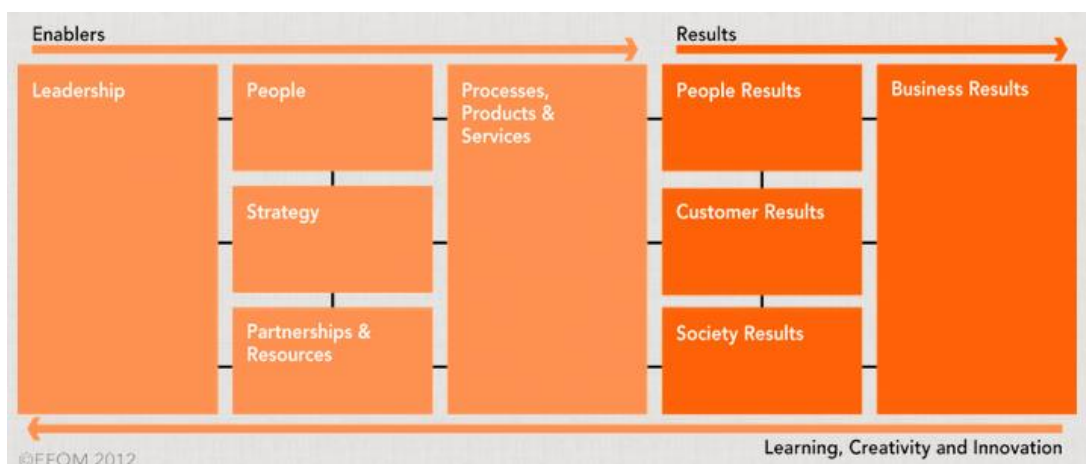 Enablers
Results
Leadership
People
Processes,
Products &
Services
People Results
Business Results
Strategy
Customer Results
Partnerships &
Resources
Society Results
Learning, Creativity and Innovation
©EFQM 2012